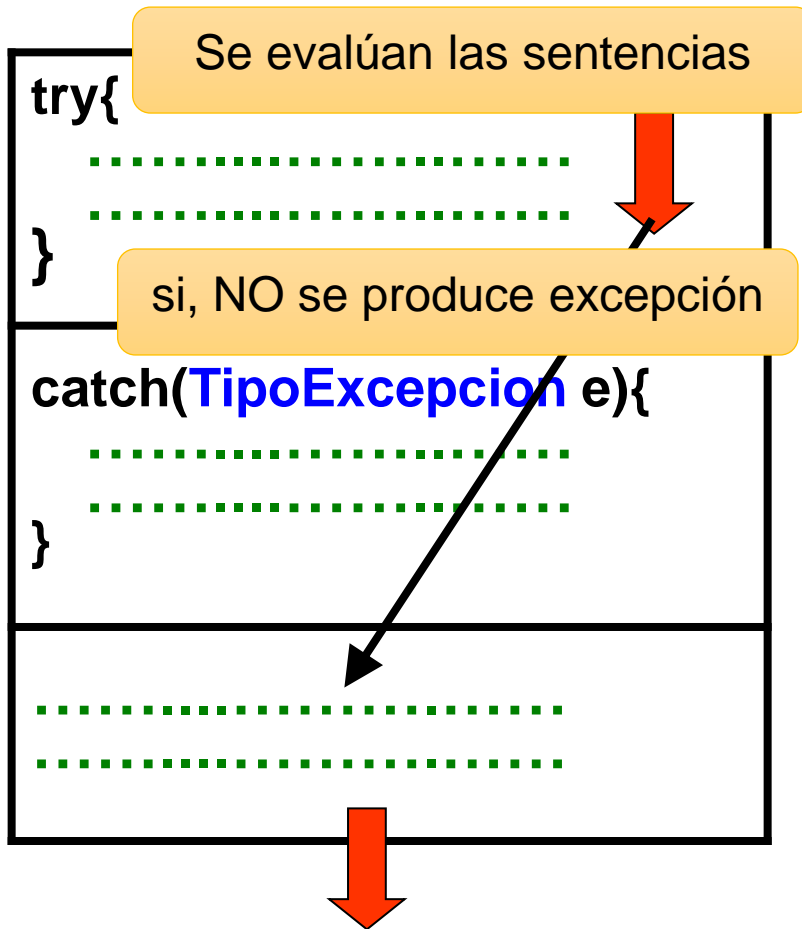 Se evalúan las sentencias
try{
}
si, NO se produce excepción
catch(TipoExcepcion e){
}